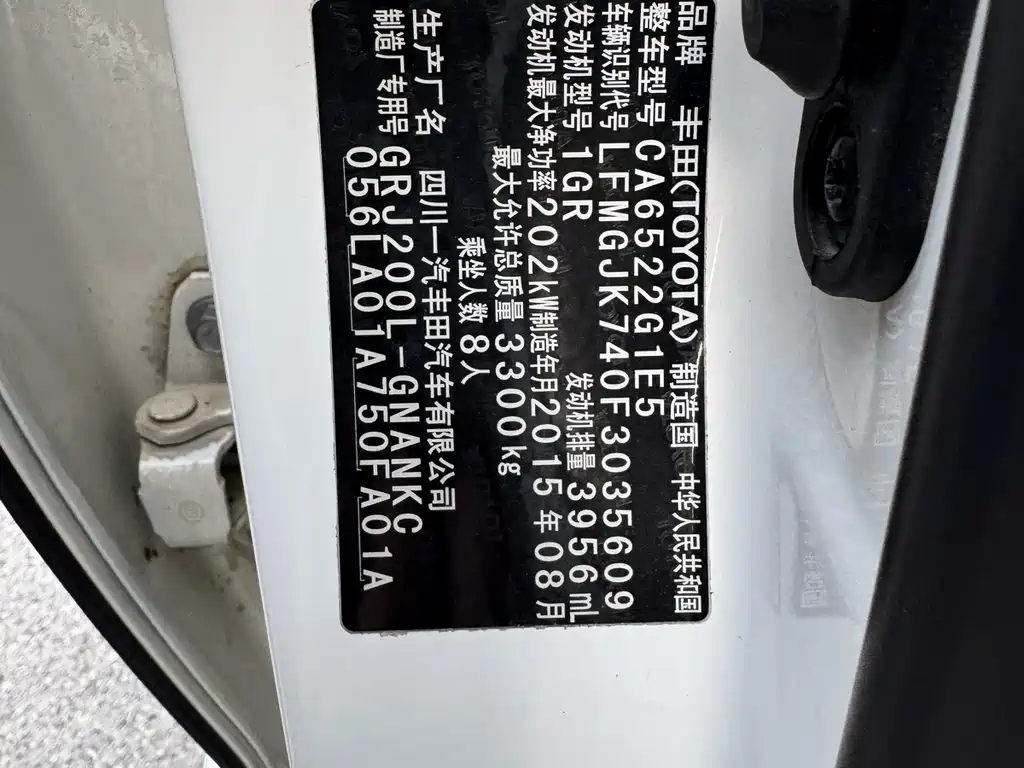 品牌 丰田(TOYOTA) 制造国 中华人民共和国
整车型号 CA6522G1E5
车辆识别代号 LFMGJK740F3035609
发动机型号 1GR 发动机排量 3956mL
发动机最大净功率 202kW 制造年月 2015年08月
最大允许总质量 3300kg
乘坐人数 8人
生产厂名 四川一汽丰田汽车有限公司
制造厂专用号 GRJ200L-GNANKC
056LA01A750FA01A